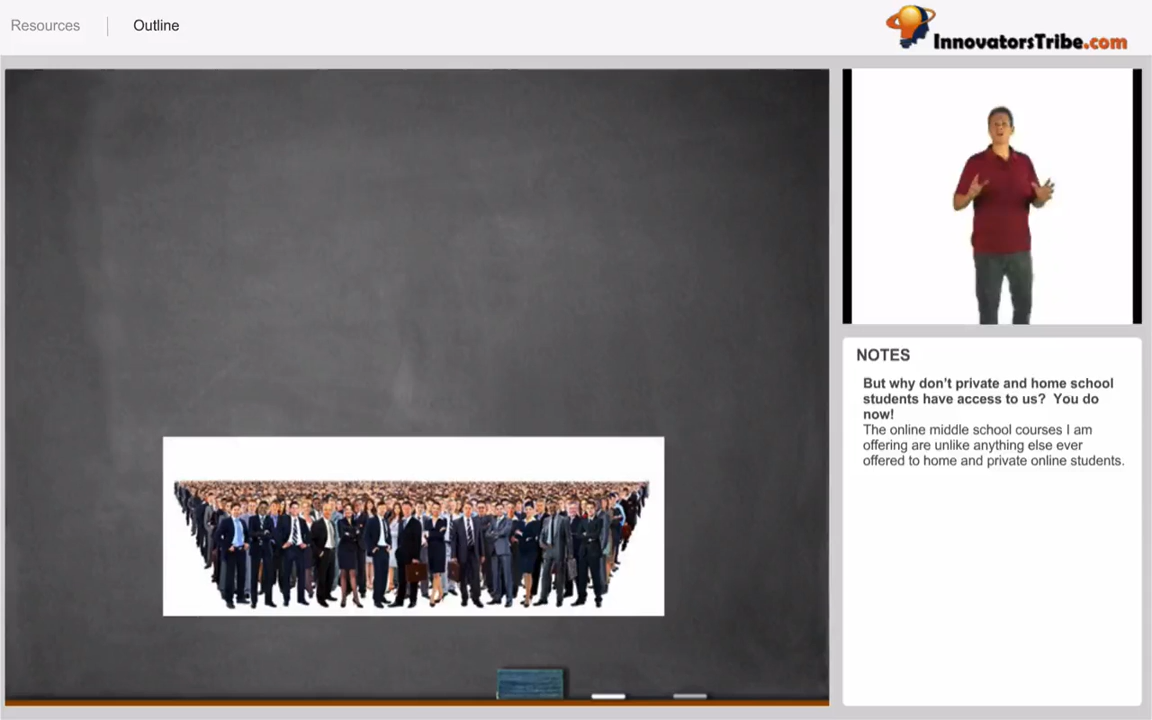 Resources
Outline
InnovatorsTribe.com
NOTES
But why don't private and home school
students have access to us? You do
now!
The online middle school courses I am
offering are unlike anything else ever
offered to home and private online students.